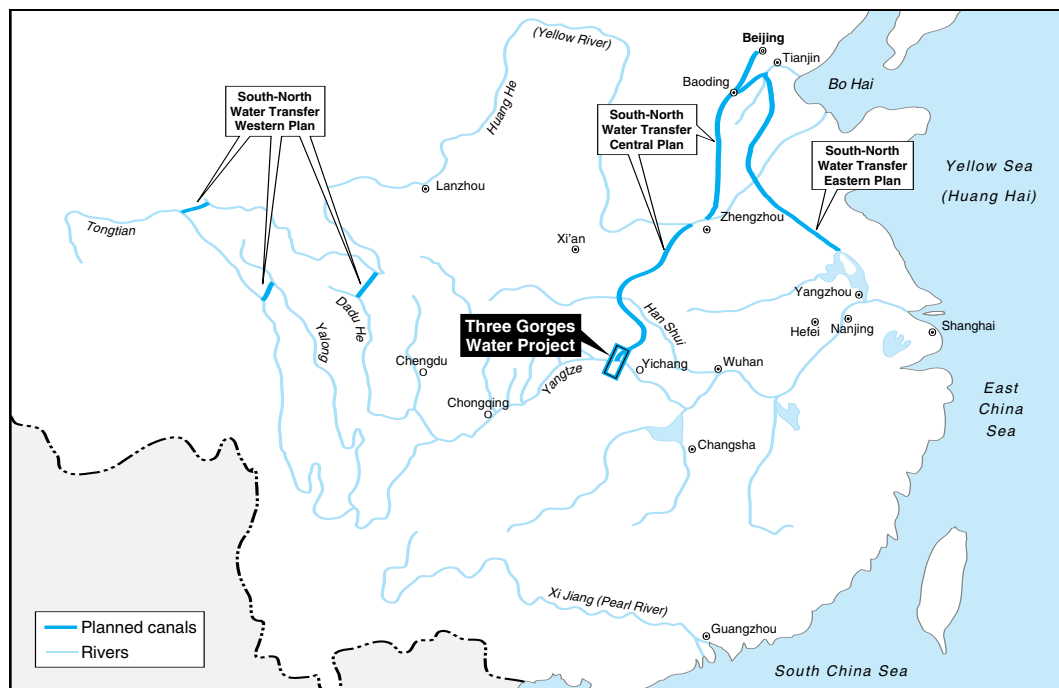 (Yellow River)
Beijing
Tianjin
Baoding
Bo Hai
South-North
Water Transfer
Western Plan
Huang He
South-North
Water Transfer
Central Plan
South-North
Water Transfer
Eastern Plan
Yellow Sea
(Huang Hai)
Lanzhou
Tongtian
Zhengzhou
Xi'an
Yangzhou
Dadu He
Yalong
Han Shui
Hefei
Nanjing
Shanghai
Three Gorges
Water Project
Chengdu
Yichang
Wuhan
Yangtze
Chongqing
East
China
Sea
Changsha
Xi Jiang (Pearl River)
Guangzhou
Planned canals
Rivers
South China Sea